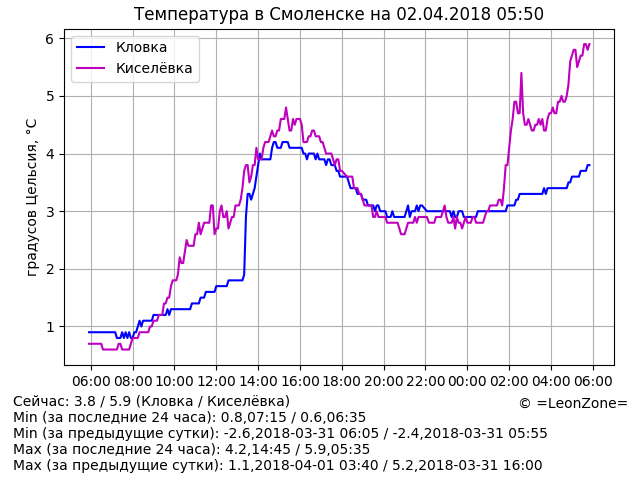 Температура в Смоленске на 02.04.2018 05:50
Кловка
Киселёвка
градусов Цельсия, °C
6
5
4
3
2
1
06:00 08:00 10:00 12:00 14:00 16:00 18:00 20:00 22:00 00:00 02:00 04:00 06:00
Сейчас: 3.8 / 5.9 (Кловка / Киселёвка)
© =LeonZone=
Min (за последние 24 часа): 0.8,07:15 / 0.6,06:35
Min (за предыдущие сутки): -2.6,2018-03-31 06:05 / -2.4,2018-03-31 05:55
Max (за последние 24 часа): 4.2,14:45 / 5.9,05:35
Max (за предыдущие сутки): 1.1,2018-04-01 03:40 / 5.2,2018-03-31 16:00